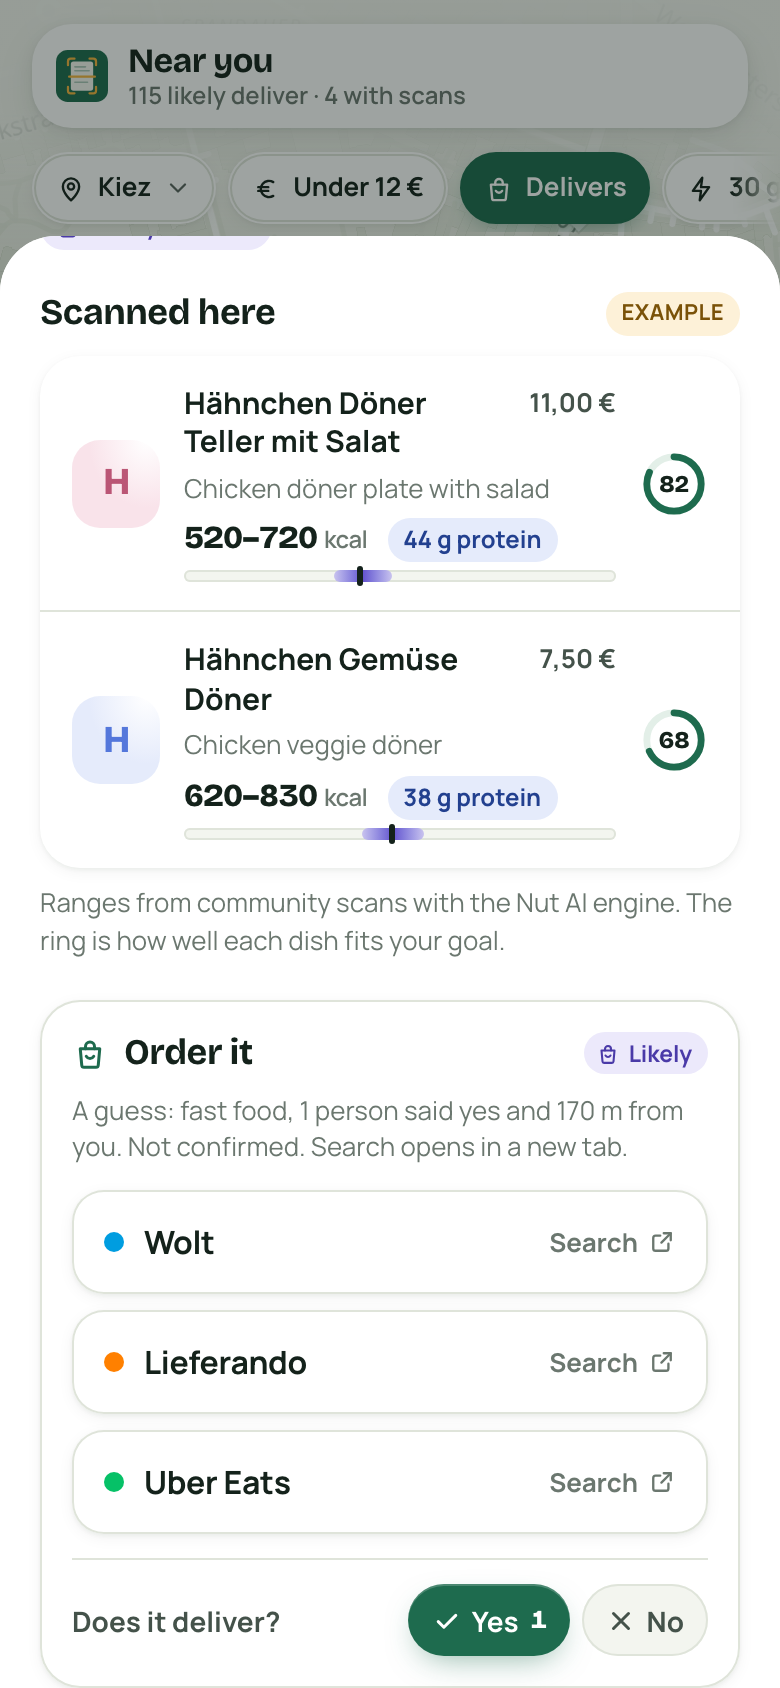 Near you
115 likely deliver · 4 with scans
Kiez
€ Under 12 €
Delivers
30 g
Scanned here
EXAMPLE
H
Hähnchen Döner
Teller mit Salat
11,00 €
Chicken döner plate with salad
520–720 kcal
44 g protein
82
H
Hähnchen Gemüse
Döner
7,50 €
Chicken veggie döner
620–830 kcal
38 g protein
68
Ranges from community scans with the Nut AI engine. The
ring is how well each dish fits your goal.
Order it
Likely
A guess: fast food, 1 person said yes and 170 m from
you. Not confirmed. Search opens in a new tab.
Wolt
Search
Lieferando
Search
Uber Eats
Search
Does it deliver?
Yes 1
No